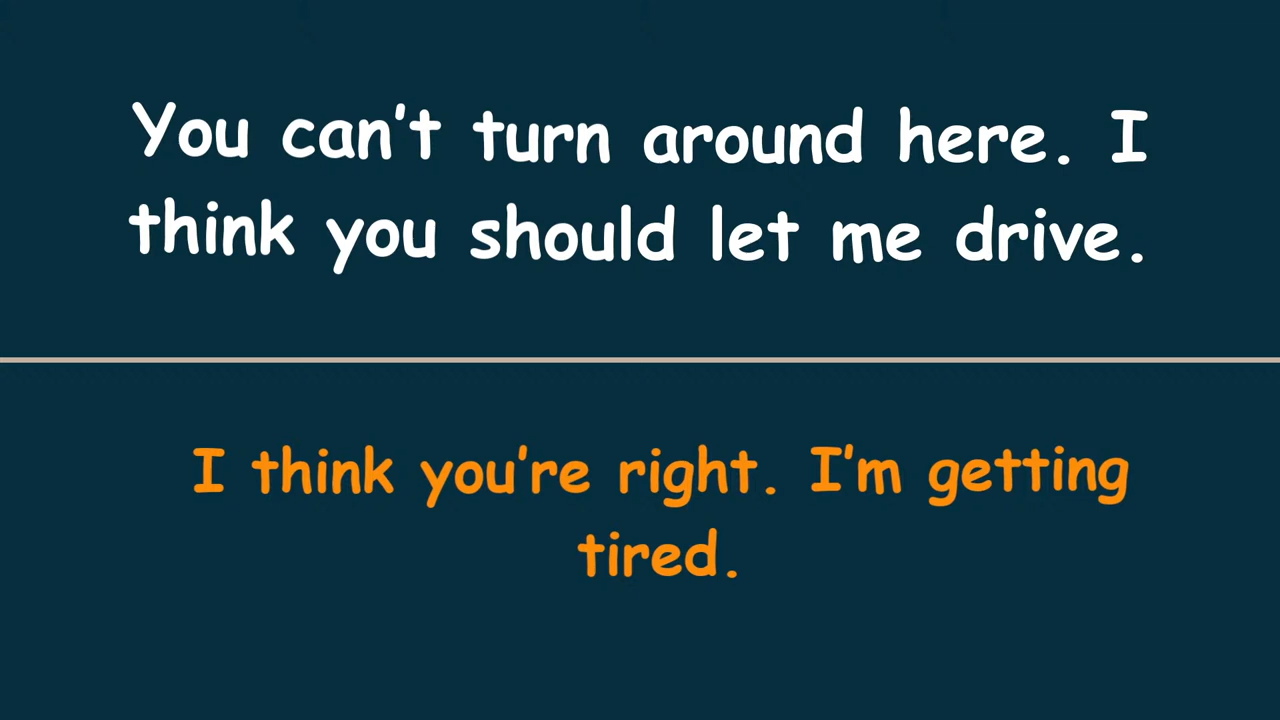 You can't turn around here. I
think you should let me drive.
I think you're right. I'm getting
tired.